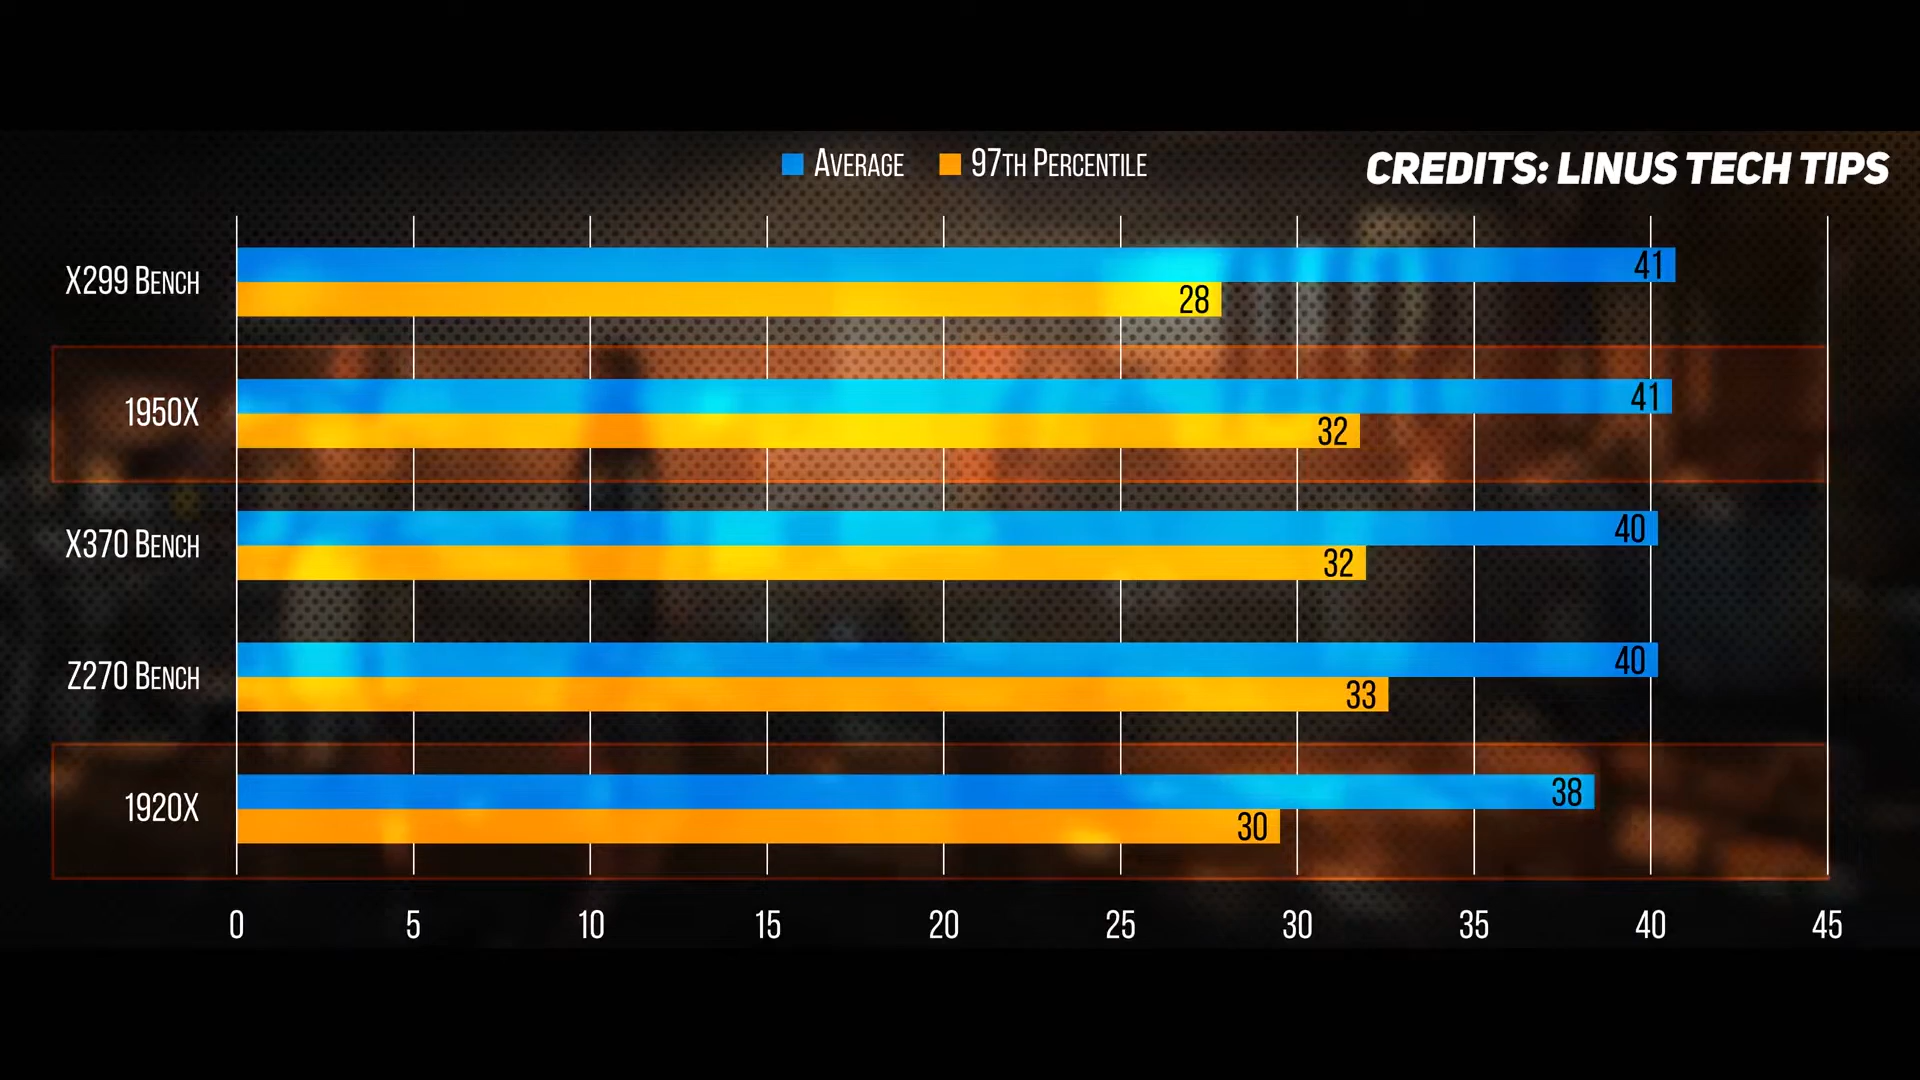 Average 97th Percentile
CREDITS: LINUS TECH TIPS
X299 Bench 41
28
1950X 41
32
X370 Bench 40
32
Z270 Bench 40
33
1920X 38
30
0 5 10 15 20 25 30 35 40 45